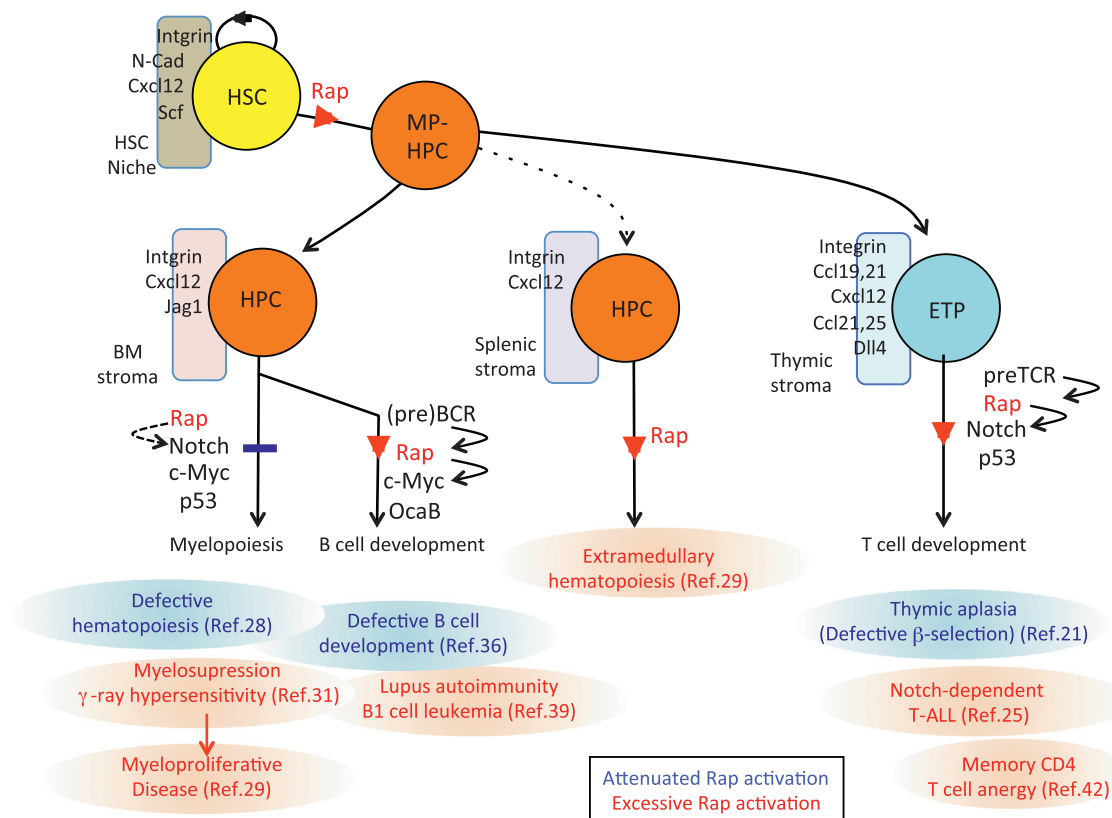 Intgrin
N-Cad
Cxcl12
Scf
HSC
Niche
HSC
Rap
MP-
HPC
Intgrin
Cxcl12
Jag1
BM
stroma
HPC
Intgrin
Cxcl12
Splenic
stroma
HPC
Integrin
Ccl19,21
Cxcl12
Ccl21,25
Dll4
Thymic
stroma
ETP
Rap
Notch
c-Myc
p53
(pre)BCR
Rap
c-Myc
OcaB
Rap
preTCR
Rap
Notch
p53
Myelopoiesis
B cell development
Extramedullary
hematopoiesis (Ref.29)
T cell development
Defective
hematopoiesis (Ref.28)
Defective B cell
development (Ref.36)
Myelosupression
γ-ray hypersensitivity (Ref.31)
Lupus autoimmunity
B1 cell leukemia (Ref.39)
Myeloproliferative
Disease (Ref.29)
Thymic aplasia
(Defective β-selection) (Ref.21)
Notch-dependent
T-ALL (Ref.25)
Memory CD4
T cell anergy (Ref.42)
Attenuated Rap activation
Excessive Rap activation